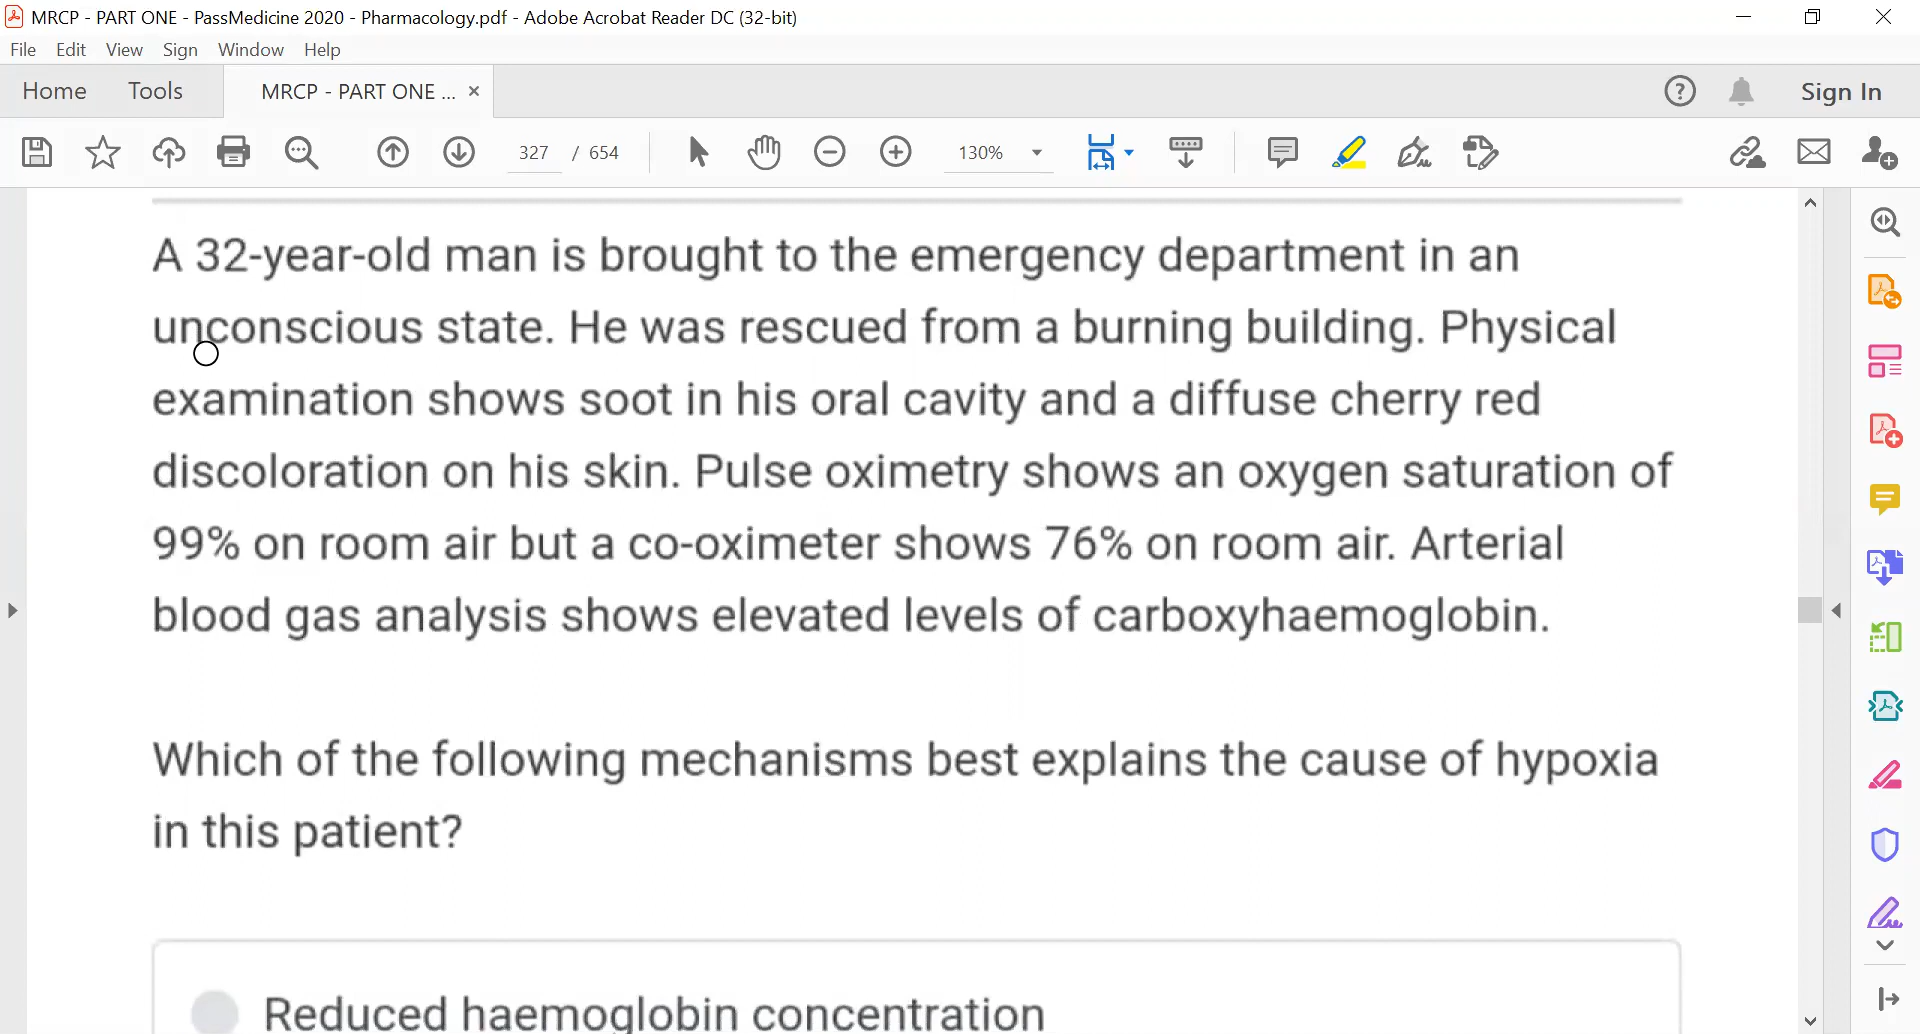 MRCP - PART ONE - PassMedicine 2020 - Pharmacology.pdf - Adobe Acrobat Reader DC (32-bit)
File Edit View Sign Window Help
Home Tools MRCP - PART ONE ... × Sign In
327 / 654 130%
A 32-year-old man is brought to the emergency department in an
unconscious state. He was rescued from a burning building. Physical
examination shows soot in his oral cavity and a diffuse cherry red
discoloration on his skin. Pulse oximetry shows an oxygen saturation of
99% on room air but a co-oximeter shows 76% on room air. Arterial
blood gas analysis shows elevated levels of carboxyhaemoglobin.
Which of the following mechanisms best explains the cause of hypoxia
in this patient?
Reduced haemoglobin concentration